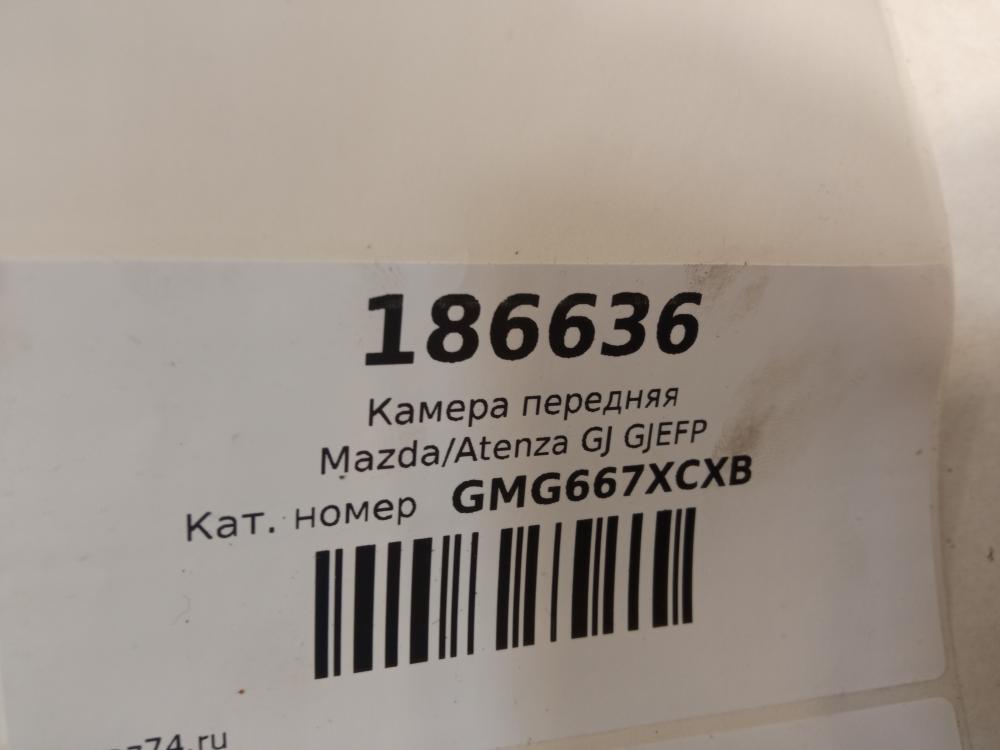 186636
Камера передняя
Mazda/Atenza GJ GJEFP
Кат. номер GMG667XCXB